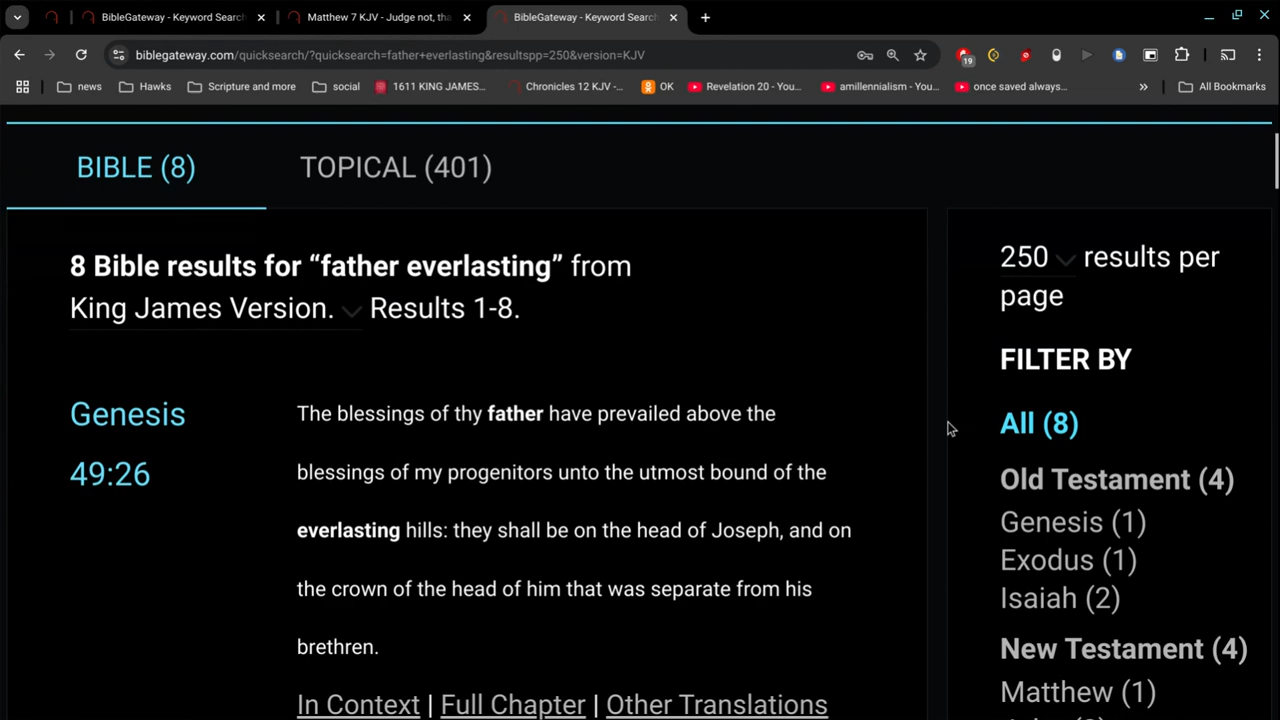 BibleGateway - Keyword Search
Matthew 7 KJV - Judge not, tha
BibleGateway - Keyword Search
biblegateway.com/quicksearch/?quicksearch=father+everlasting&resultspp=250&version=KJV
19
news
Hawks
Scripture and more
social
1611 KING JAMES...
Chronicles 12 KJV -...
OK
Revelation 20 - You...
amillennialism - You...
once saved always...
»
All Bookmarks
BIBLE (8)
TOPICAL (401)
8 Bible results for “father everlasting” from
King James Version. Results 1-8.
Genesis
49:26
The blessings of thy father have prevailed above the
blessings of my progenitors unto the utmost bound of the
everlasting hills: they shall be on the head of Joseph, and on
the crown of the head of him that was separate from his
brethren.
In Context | Full Chapter | Other Translations
250 results per
page
FILTER BY
All (8)
Old Testament (4)
Genesis (1)
Exodus (1)
Isaiah (2)
New Testament (4)
Matthew (1)